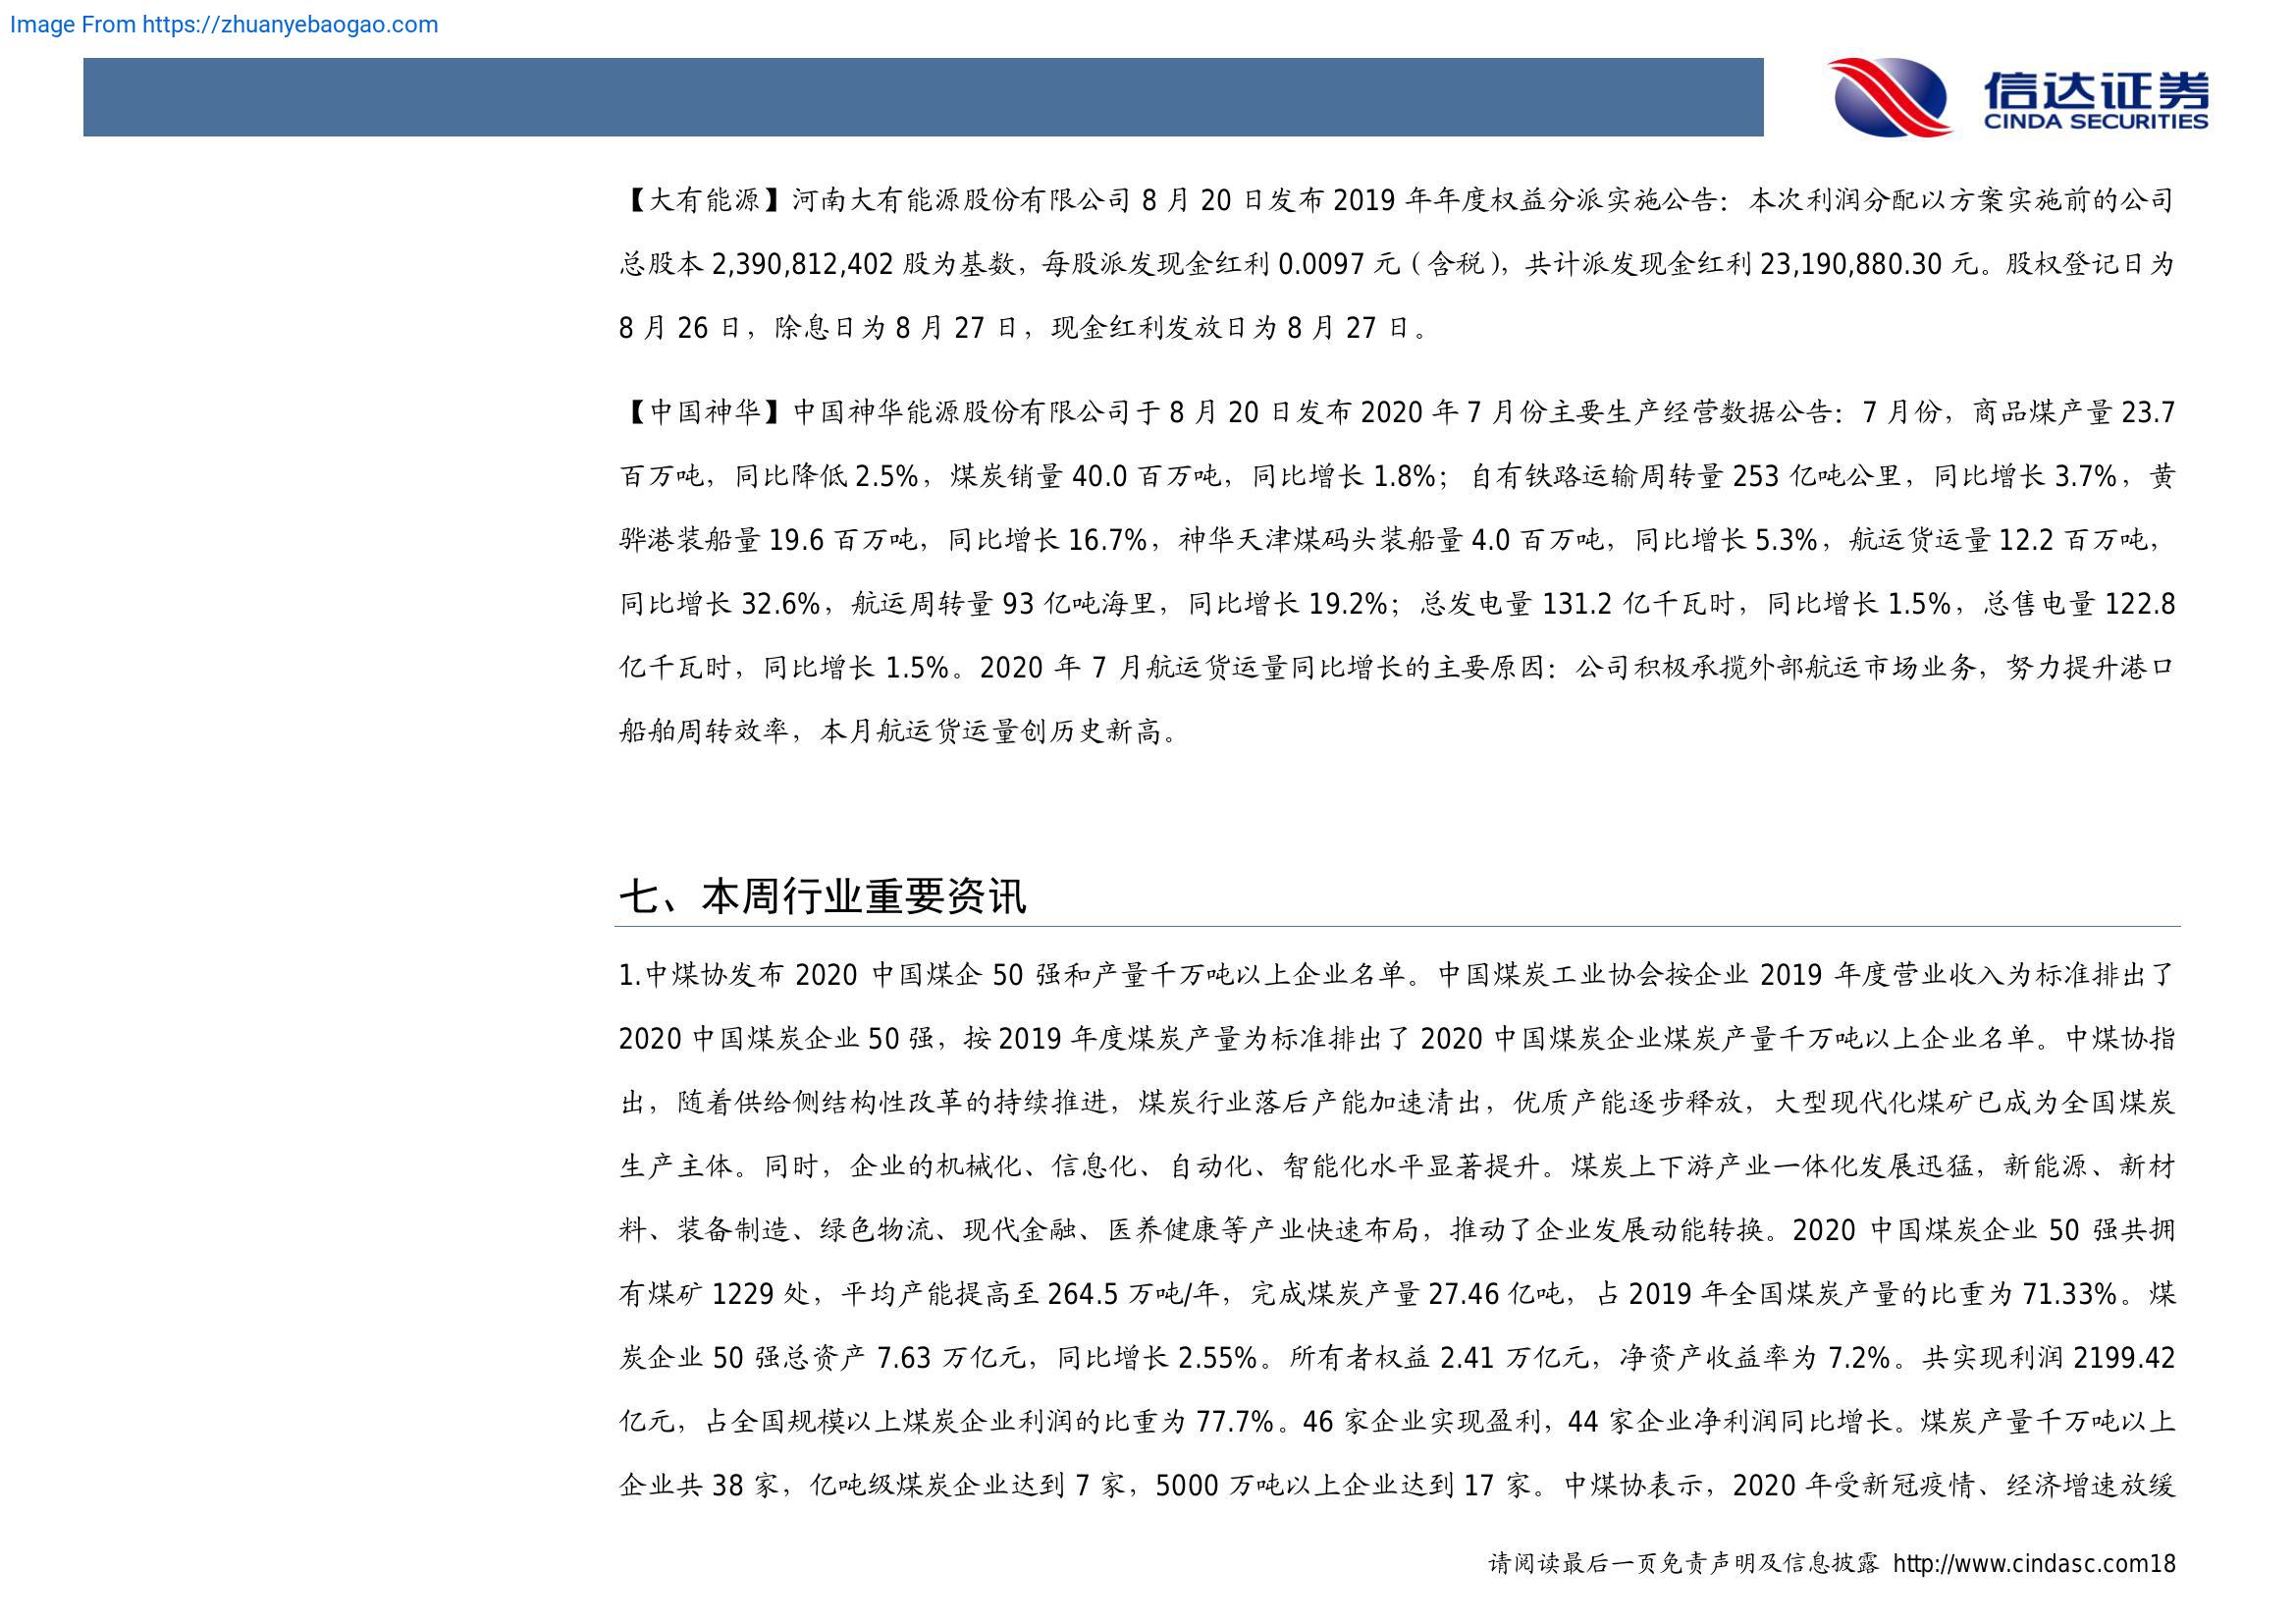 Image From https://zhuanyebaogao.com
信达证券
CINDA SECURITIES
【大有能源】河南大有能源股份有限公司 8 月 20 日发布 2019 年年度权益分派实施公告：本次利润分配以方案实施前的公司
总股本 2,390,812,402 股为基数，每股派发现金红利 0.0097 元（含税），共计派发现金红利 23,190,880.30 元。股权登记日为
8 月 26 日，除息日为 8 月 27 日，现金红利发放日为 8 月 27 日。
【中国神华】中国神华能源股份有限公司于 8 月 20 日发布 2020 年 7 月份主要生产经营数据公告：7 月份，商品煤产量 23.7
百万吨，同比降低 2.5%，煤炭销量 40.0 百万吨，同比增长 1.8%；自有铁路运输周转量 253 亿吨公里，同比增长 3.7%，黄
骅港装船量 19.6 百万吨，同比增长 16.7%，神华天津煤码头装船量 4.0 百万吨，同比增长 5.3%，航运货运量 12.2 百万吨，
同比增长 32.6%，航运周转量 93 亿吨海里，同比增长 19.2%；总发电量 131.2 亿千瓦时，同比增长 1.5%，总售电量 122.8
亿千瓦时，同比增长 1.5%。2020 年 7 月航运货运量同比增长的主要原因：公司积极承揽外部航运市场业务，努力提升港口
船舶周转效率，本月航运货运量创历史新高。
七、本周行业重要资讯
1.中煤协发布 2020 中国煤企 50 强和产量千万吨以上企业名单。中国煤炭工业协会按企业 2019 年度营业收入为标准排出了
2020 中国煤炭企业 50 强，按 2019 年度煤炭产量为标准排出了 2020 中国煤炭企业煤炭产量千万吨以上企业名单。中煤协指
出，随着供给侧结构性改革的持续推进，煤炭行业落后产能加速清出，优质产能逐步释放，大型现代化煤矿已成为全国煤炭
生产主体。同时，企业的机械化、信息化、自动化、智能化水平显著提升。煤炭上下游产业一体化发展迅猛，新能源、新材
料、装备制造、绿色物流、现代金融、医养健康等产业快速布局，推动了企业发展动能转换。2020 中国煤炭企业 50 强共拥
有煤矿 1229 处，平均产能提高至 264.5 万吨/年，完成煤炭产量 27.46 亿吨，占 2019 年全国煤炭产量的比重为 71.33%。煤
炭企业 50 强总资产 7.63 万亿元，同比增长 2.55%。所有者权益 2.41 万亿元，净资产收益率为 7.2%。共实现利润 2199.42
亿元，占全国规模以上煤炭企业利润的比重为 77.7%。46 家企业实现盈利，44 家企业净利润同比增长。煤炭产量千万吨以上
企业共 38 家，亿吨级煤炭企业达到 7 家，5000 万吨以上企业达到 17 家。中煤协表示，2020 年受新冠疫情、经济增速放缓
请阅读最后一页免责声明及信息披露 http://www.cindasc.com18